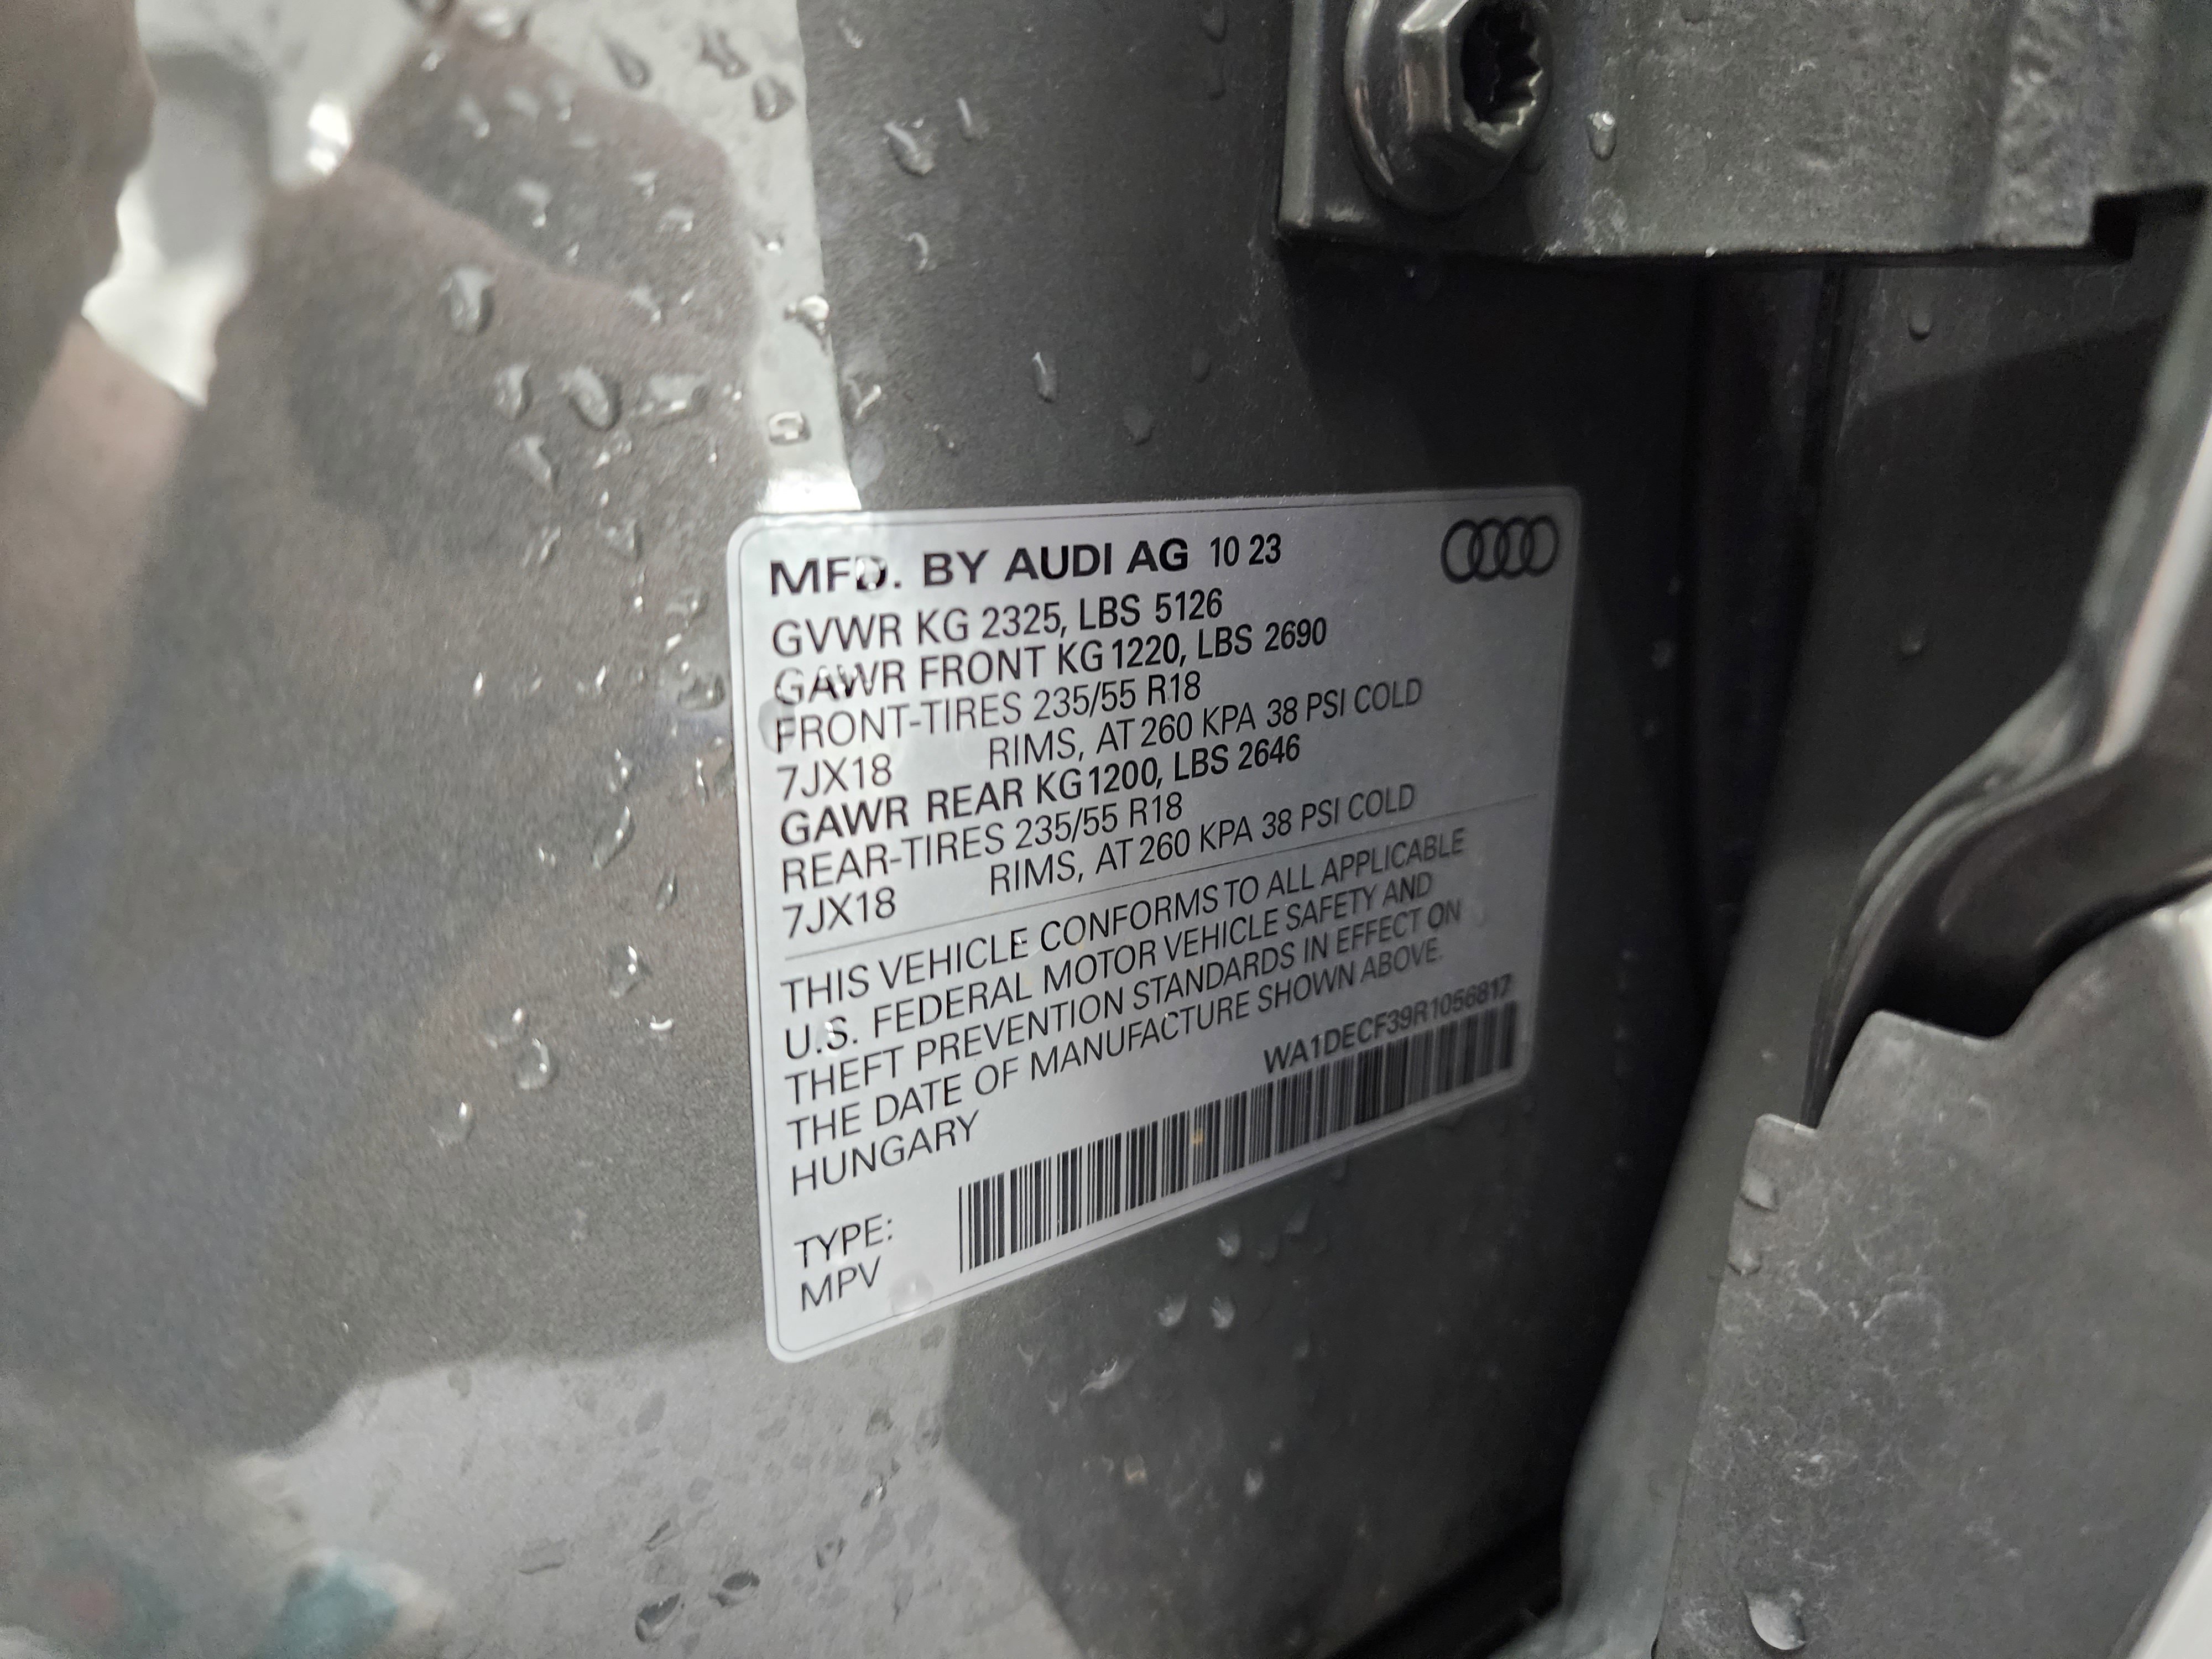 MFD. BY AUDI AG 10 23
GVWR KG 2325, LBS 5126
GAWR FRONT KG 1220, LBS 2690
FRONT-TIRES 235/55 R18
7JX18 RIMS, AT 260 KPA 38 PSI COLD
GAWR REAR KG 1200, LBS 2646
REAR-TIRES 235/55 R18
7JX18 RIMS, AT 260 KPA 38 PSI COLD
THIS VEHICLE CONFORMS TO ALL APPLICABLE
U.S. FEDERAL MOTOR VEHICLE SAFETY AND
THEFT PREVENTION STANDARDS IN EFFECT ON
THE DATE OF MANUFACTURE SHOWN ABOVE.
HUNGARY
WA1DECF39R1056817
TYPE:
MPV